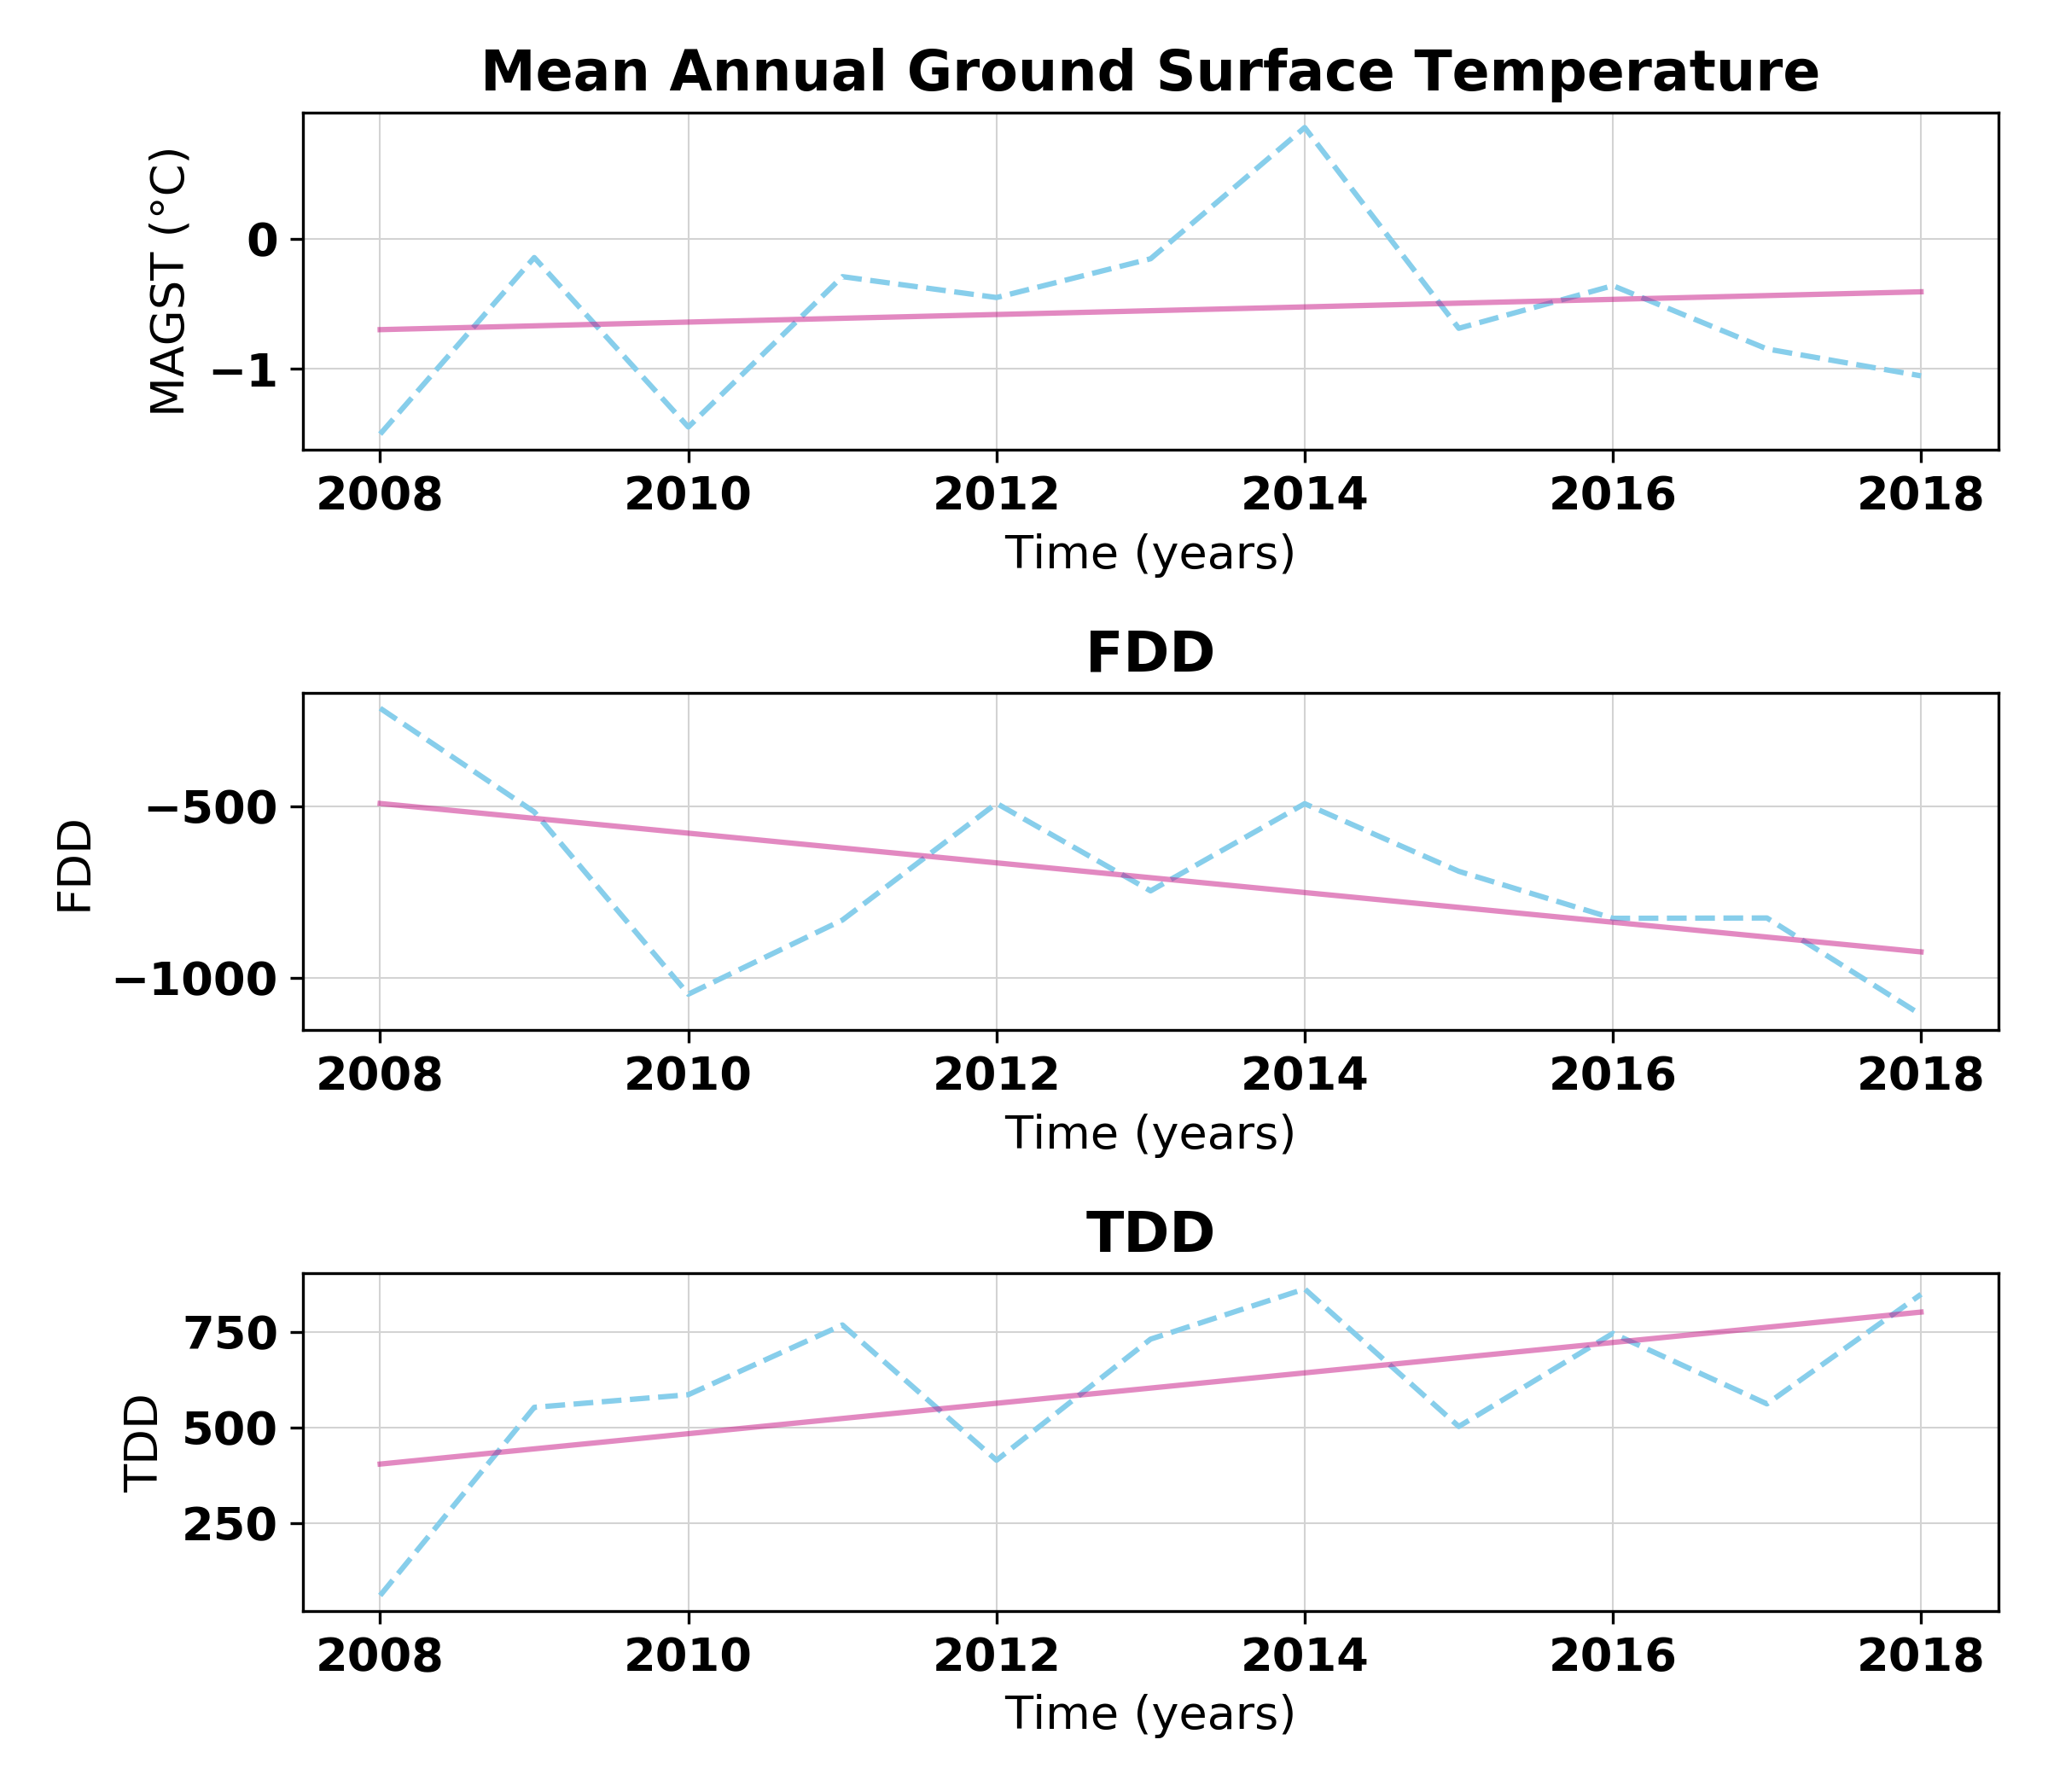 Mean Annual Ground Surface Temperature
MAGST (°C)
0
−1
2008 2010 2012 2014 2016 2018
Time (years)
FDD
FDD
−500
−1000
2008 2010 2012 2014 2016 2018
Time (years)
TDD
TDD
750
500
250
2008 2010 2012 2014 2016 2018
Time (years)